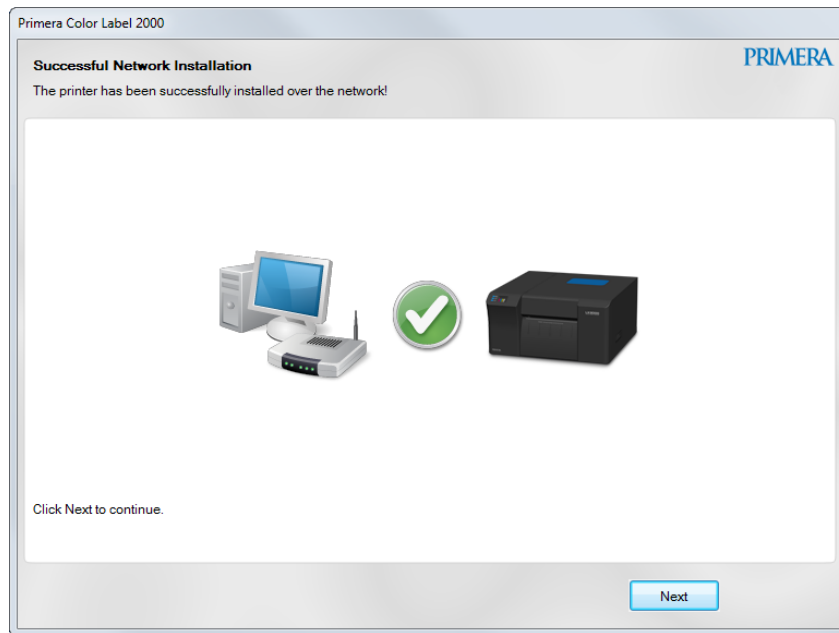 Primera Color Label 2000
PRIMERA
Successful Network Installation
The printer has been successfully installed over the network!
Click Next to continue.
Next